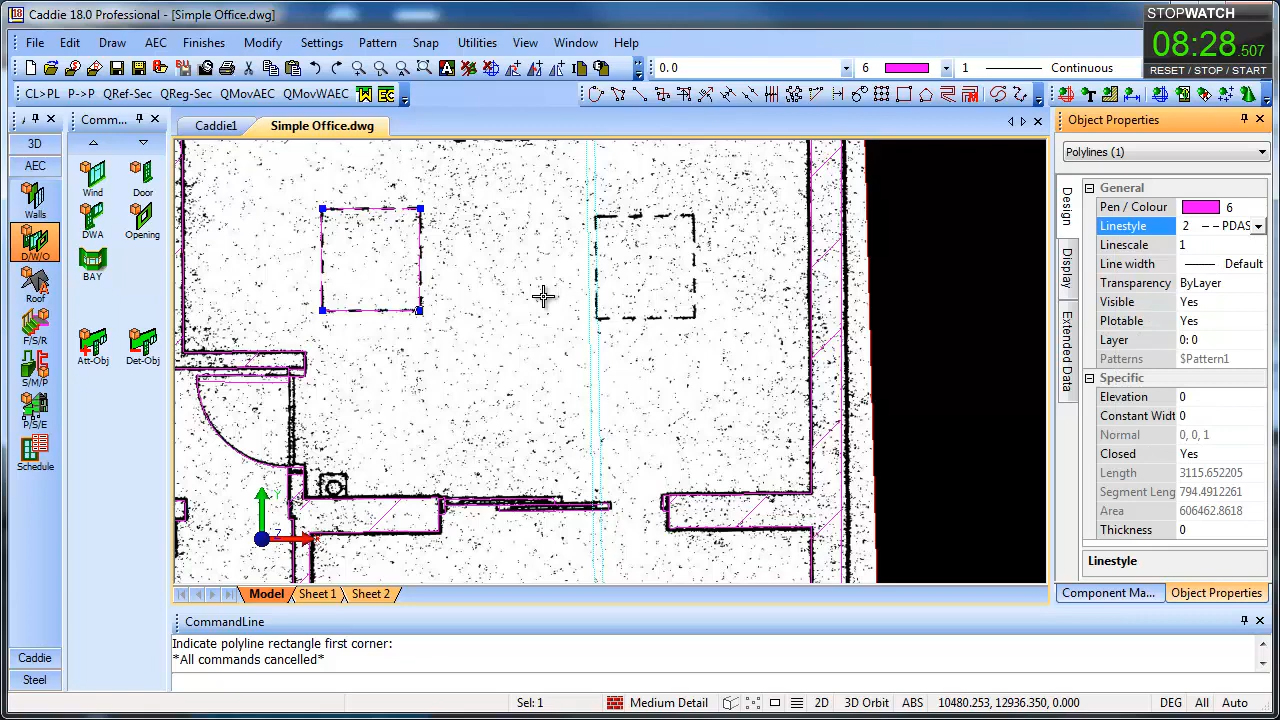 Caddie 18.0 Professional - [Simple Office.dwg]
STOPWATCH
08:28.507
RESET / STOP / START
File Edit Draw AEC Finishes Modify Settings Pattern Snap Utilities View Window Help
0.0 6 1 Continuous
CL>PL P->P QRef-Sec QReg-Sec QMovAEC QMovWAEC
Comm...
Caddie1 Simple Office.dwg
Object Properties
3D
AEC
Walls
D/W/O
Roof
F/S/R
S/M/P
P/S/E
Schedule
Caddie
Steel
Wind Door
DWA Opening
BAY
Att-Obj Det-Obj
Polylines (1)
Design
Display
Extended Data
General
Pen / Colour 6
Linestyle 2 PDAS
Linescale 1
Line width Default
Transparency ByLayer
Visible Yes
Plotable Yes
Layer 0: 0
Patterns $Pattern1
Specific
Elevation 0
Constant Widt 0
Normal 0, 0, 1
Closed Yes
Length 3115.652205
Segment Leng 794.4912261
Area 606462.8618
Thickness 0
Linestyle
Component Ma... Object Properties
Z
Model Sheet 1 Sheet 2
CommandLine
Indicate polyline rectangle first corner:
*All commands cancelled*
Sel: 1 Medium Detail 2D 3D Orbit ABS 10480.253, 12936.350, 0.000 DEG All Auto